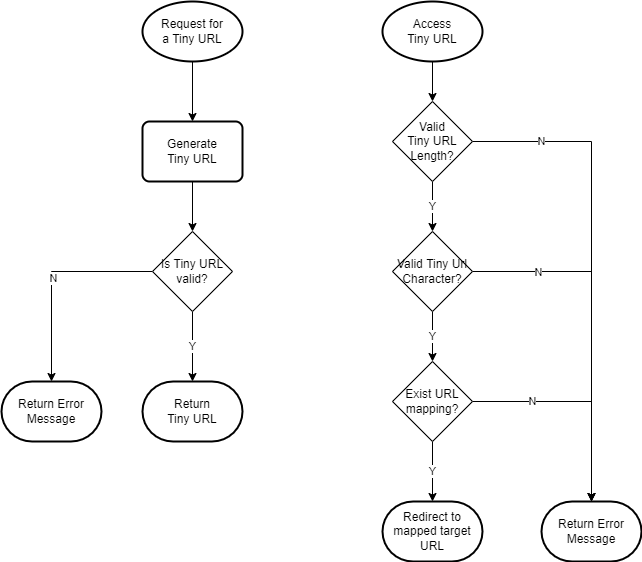 Request for
a Tiny URL
Generate
Tiny URL
Is Tiny URL
valid?
N
Y
Return Error
Message
Return
Tiny URL
Access
Tiny URL
Valid
Tiny URL
Length?
N
Y
Valid Tiny Url
Character?
N
Y
Exist URL
mapping?
N
Y
Redirect to
mapped target
URL
Return Error
Message